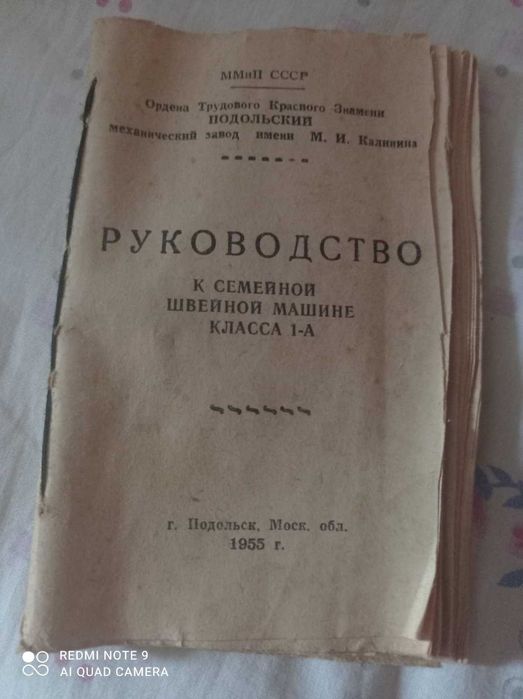 ММиП СССР
Ордена Трудового Красного Знамени
ПОДОЛЬСКИЙ
механический завод имени М. И. Калинина
РУКОВОДСТВО
К СЕМЕЙНОЙ
ШВЕЙНОЙ МАШИНЕ
КЛАССА 1-А
г. Подольск, Моск. обл.
1955 г.
REDMI NOTE 9
AI QUAD CAMERA